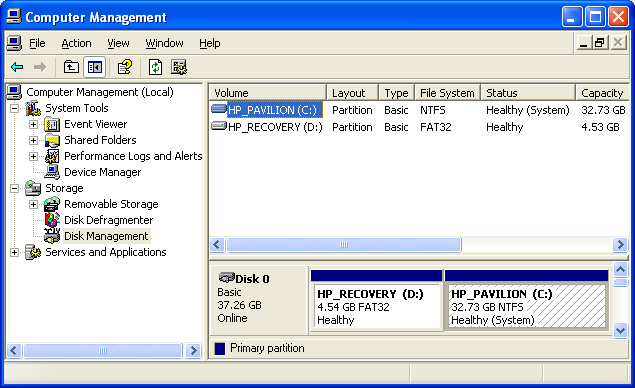 Computer Management
File Action View Window Help
Computer Management (Local)
System Tools
Event Viewer
Shared Folders
Performance Logs and Alerts
Device Manager
Storage
Removable Storage
Disk Defragmenter
Disk Management
Services and Applications
Volume Layout Type File System Status Capacity
HP_PAVILION (C:) Partition Basic NTFS Healthy (System) 32.73 GB
HP_RECOVERY (D:) Partition Basic FAT32 Healthy 4.53 GB
Disk 0
Basic
37.26 GB
Online
HP_RECOVERY (D:)
4.54 GB FAT32
Healthy
HP_PAVILION (C:)
32.73 GB NTFS
Healthy (System)
Primary partition